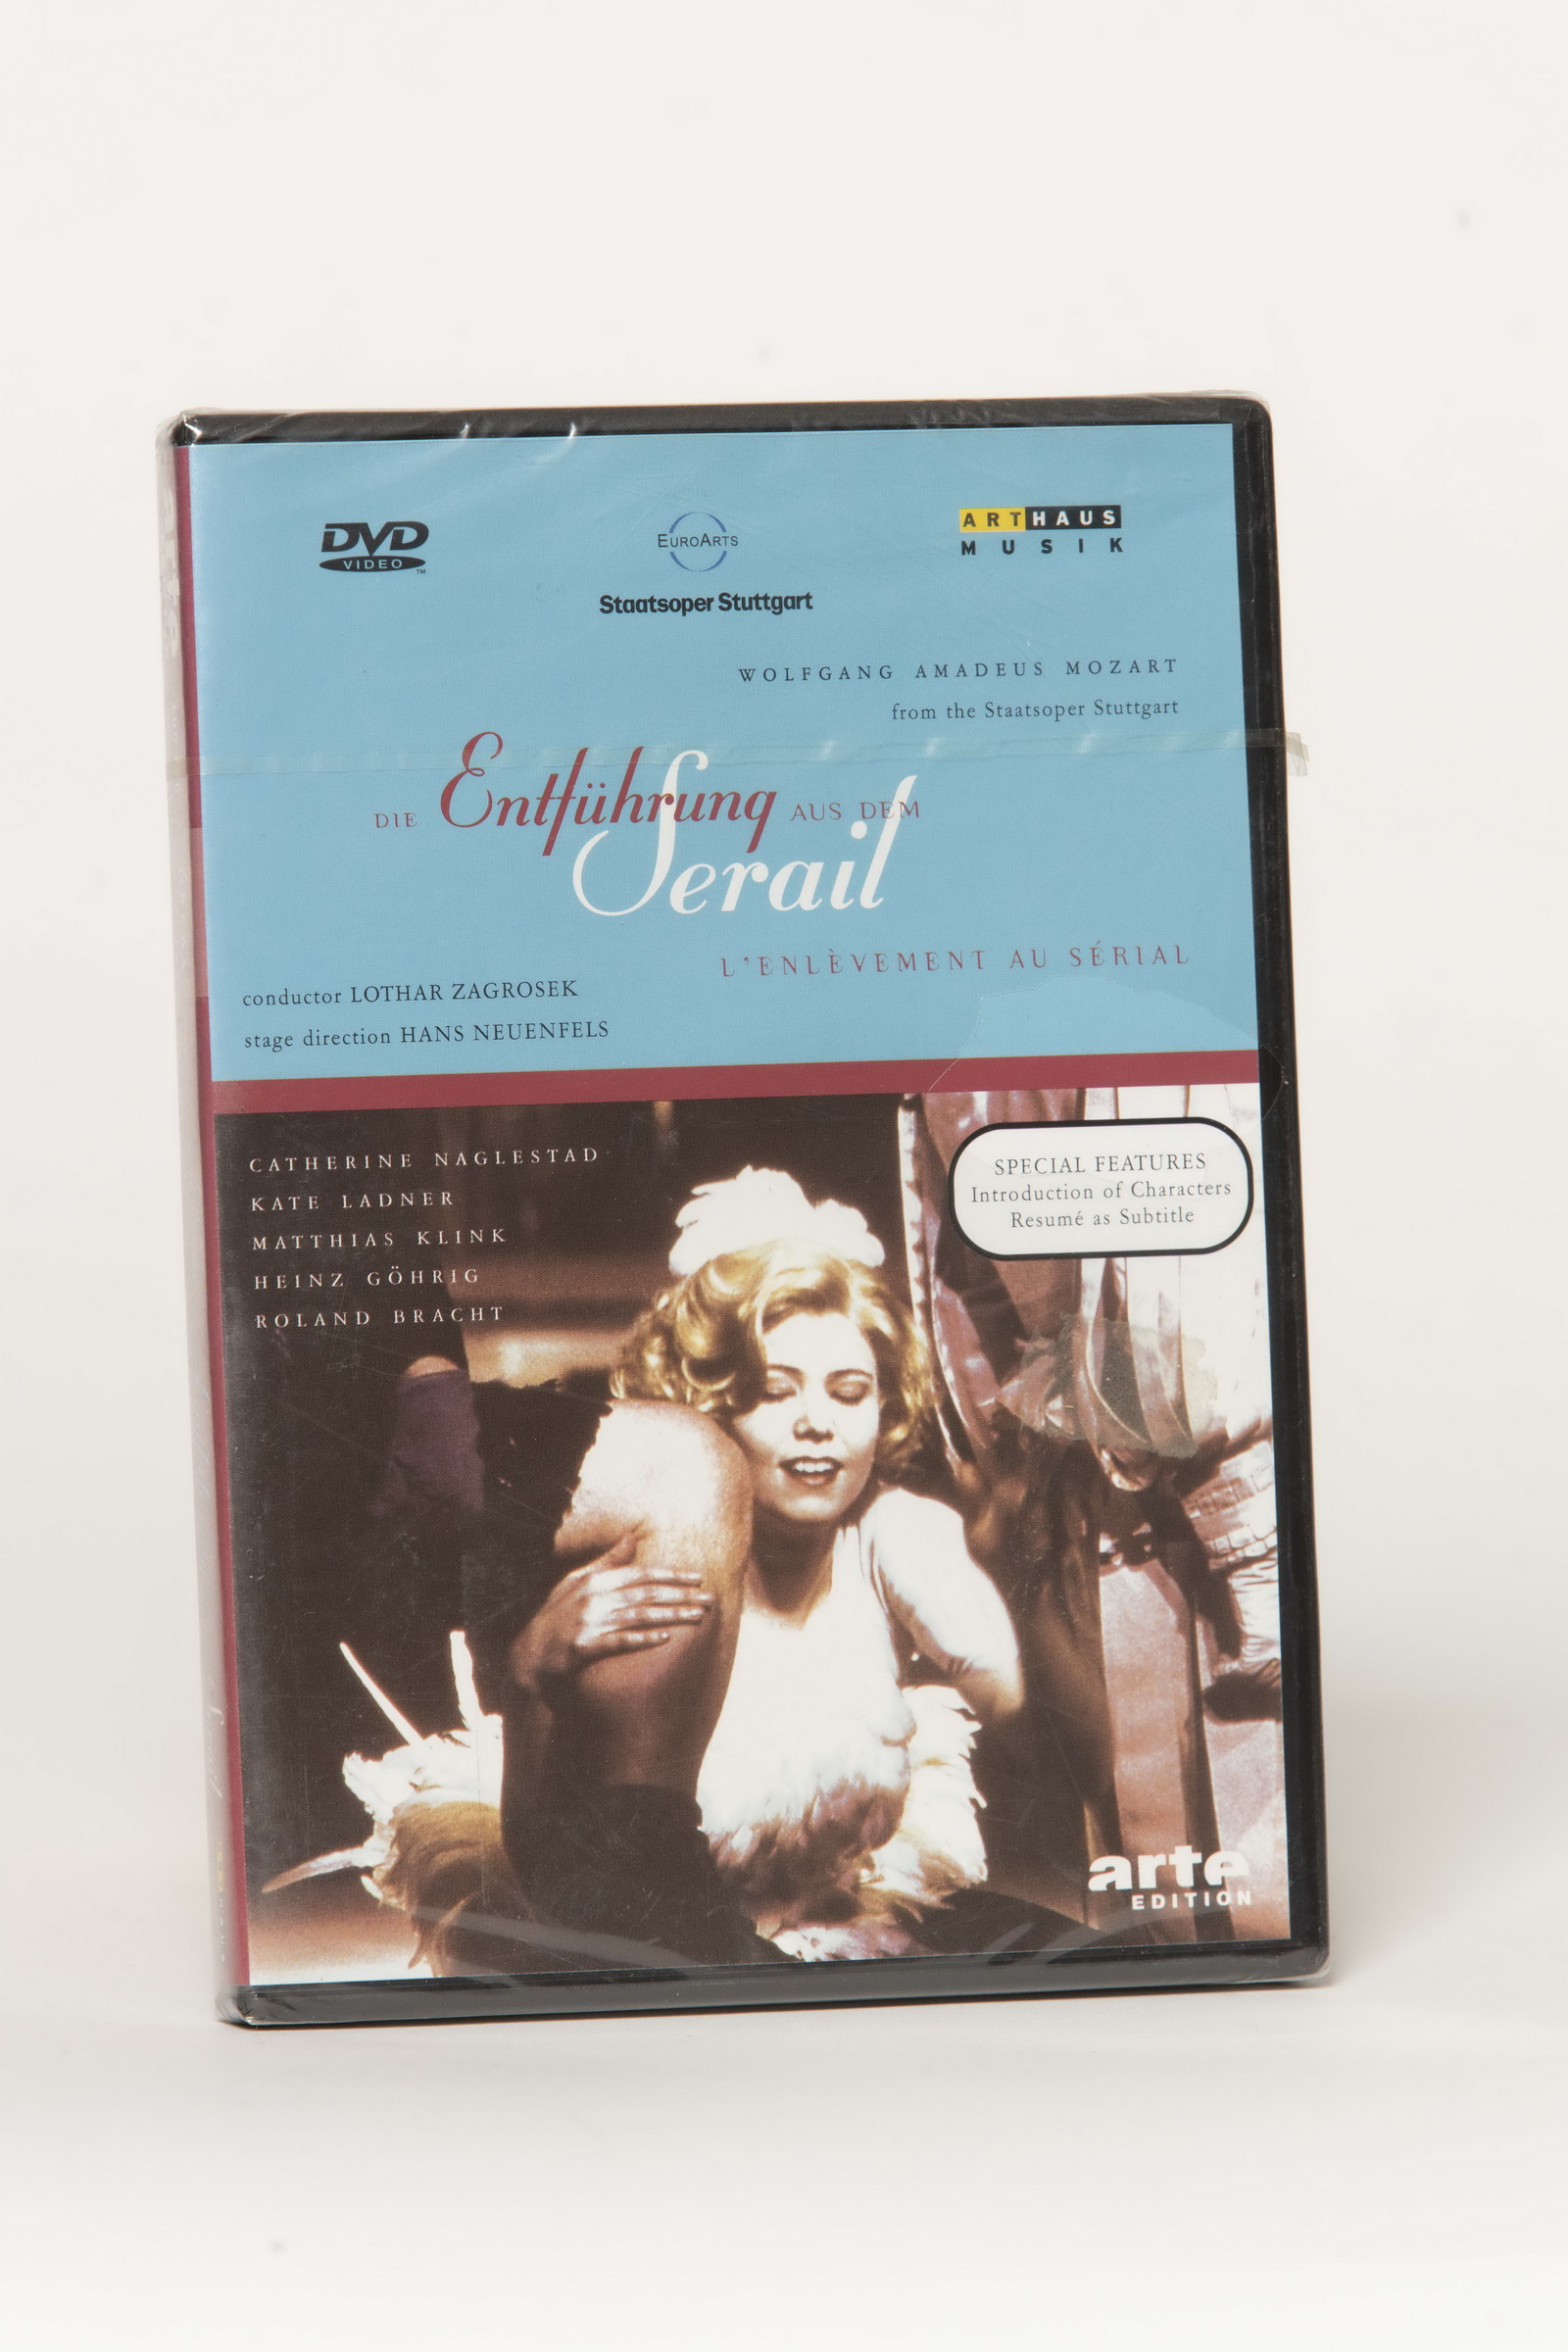 DVD
VIDEO
TM
EUROARTS
Staatsoper Stuttgart
ARTHAUS
MUSIK
WOLFGANG AMADEUS MOZART
from the Staatsoper Stuttgart
DIE Entführung AUS DEM
Serail
L'ENLÈVEMENT AU SÉRIAL
conductor LOTHAR ZAGROSEK
stage direction HANS NEUENFELS
CATHERINE NAGLESTAD
KATE LADNER
MATTHIAS KLINK
HEINZ GÖHRIG
ROLAND BRACHT
SPECIAL FEATURES
Introduction of Characters
Resumé as Subtitle
arte
EDITION